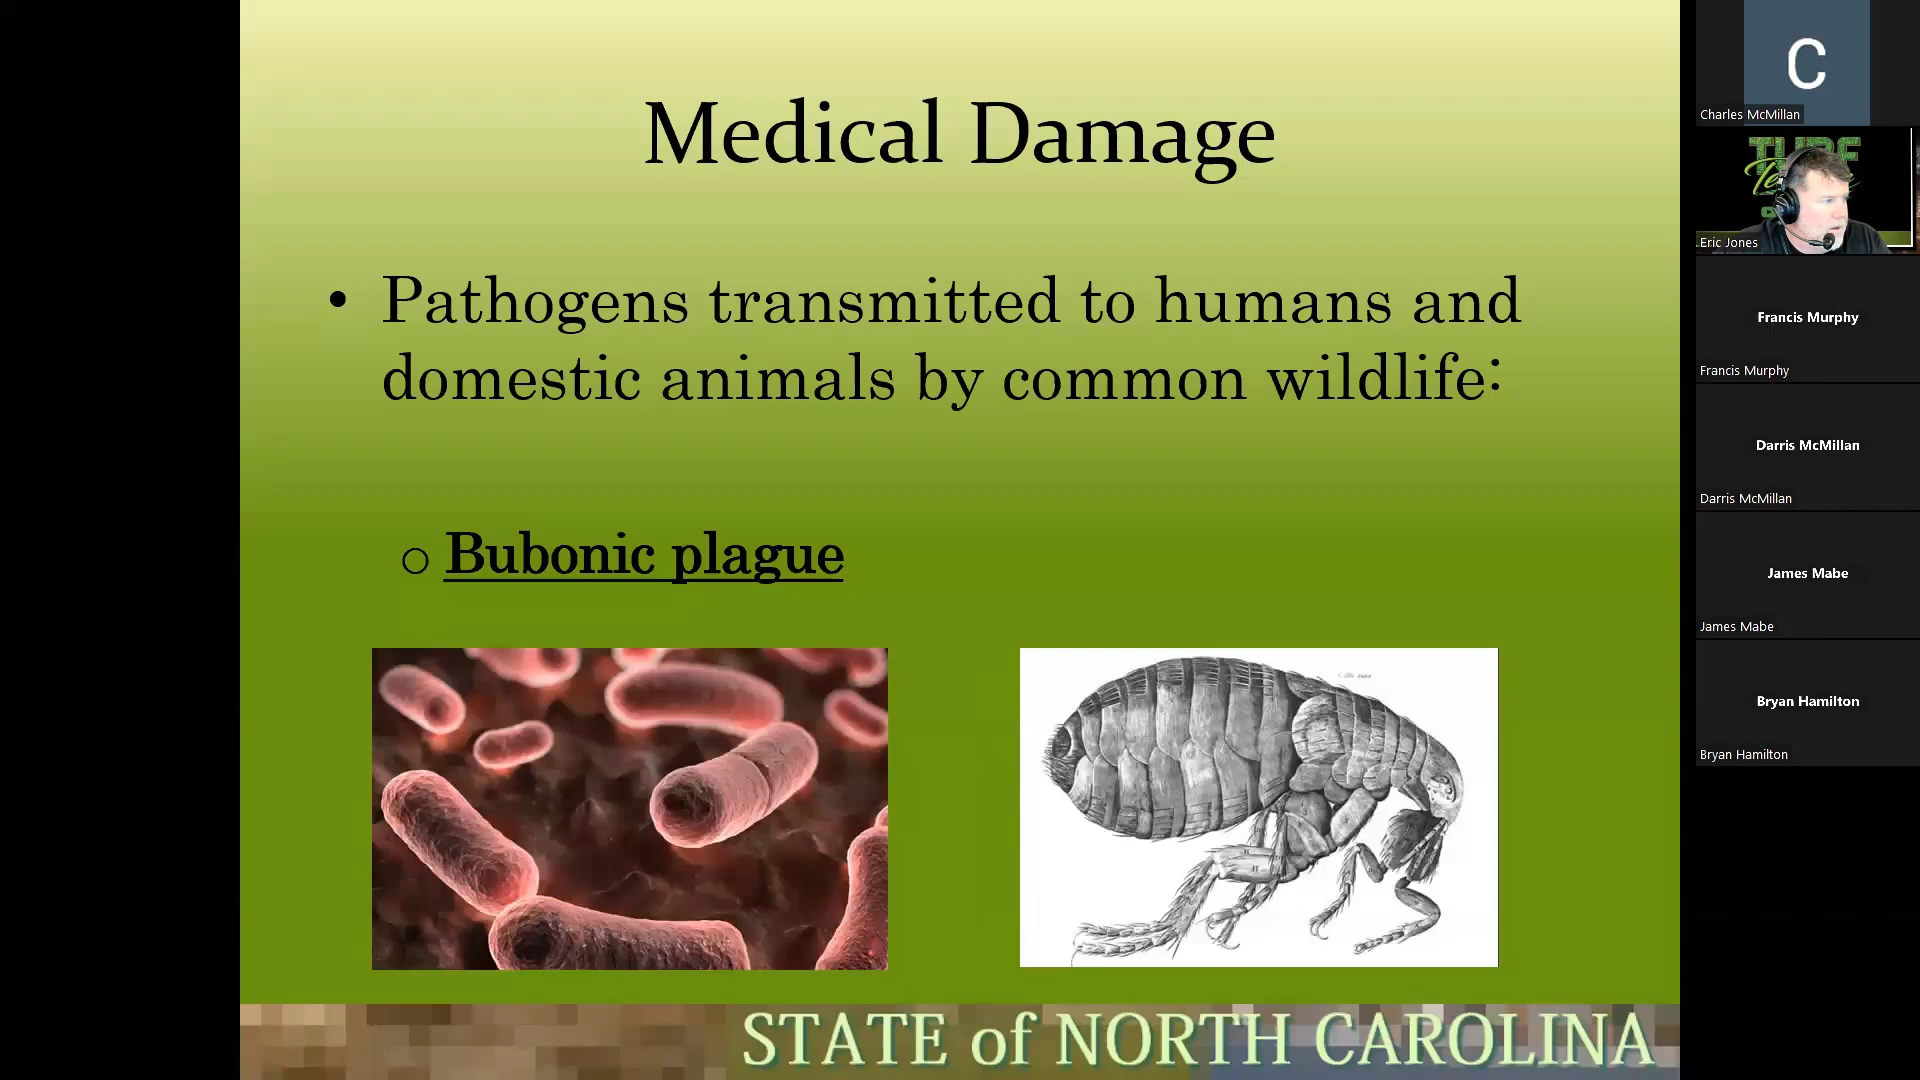 Medical Damage
• Pathogens transmitted to humans and
domestic animals by common wildlife:
o Bubonic plague
STATE of NORTH CAROLINA
C
Charles McMillan
TURF
Eric Jones
Francis Murphy
Francis Murphy
Darris McMillan
Darris McMillan
James Mabe
James Mabe
Bryan Hamilton
Bryan Hamilton